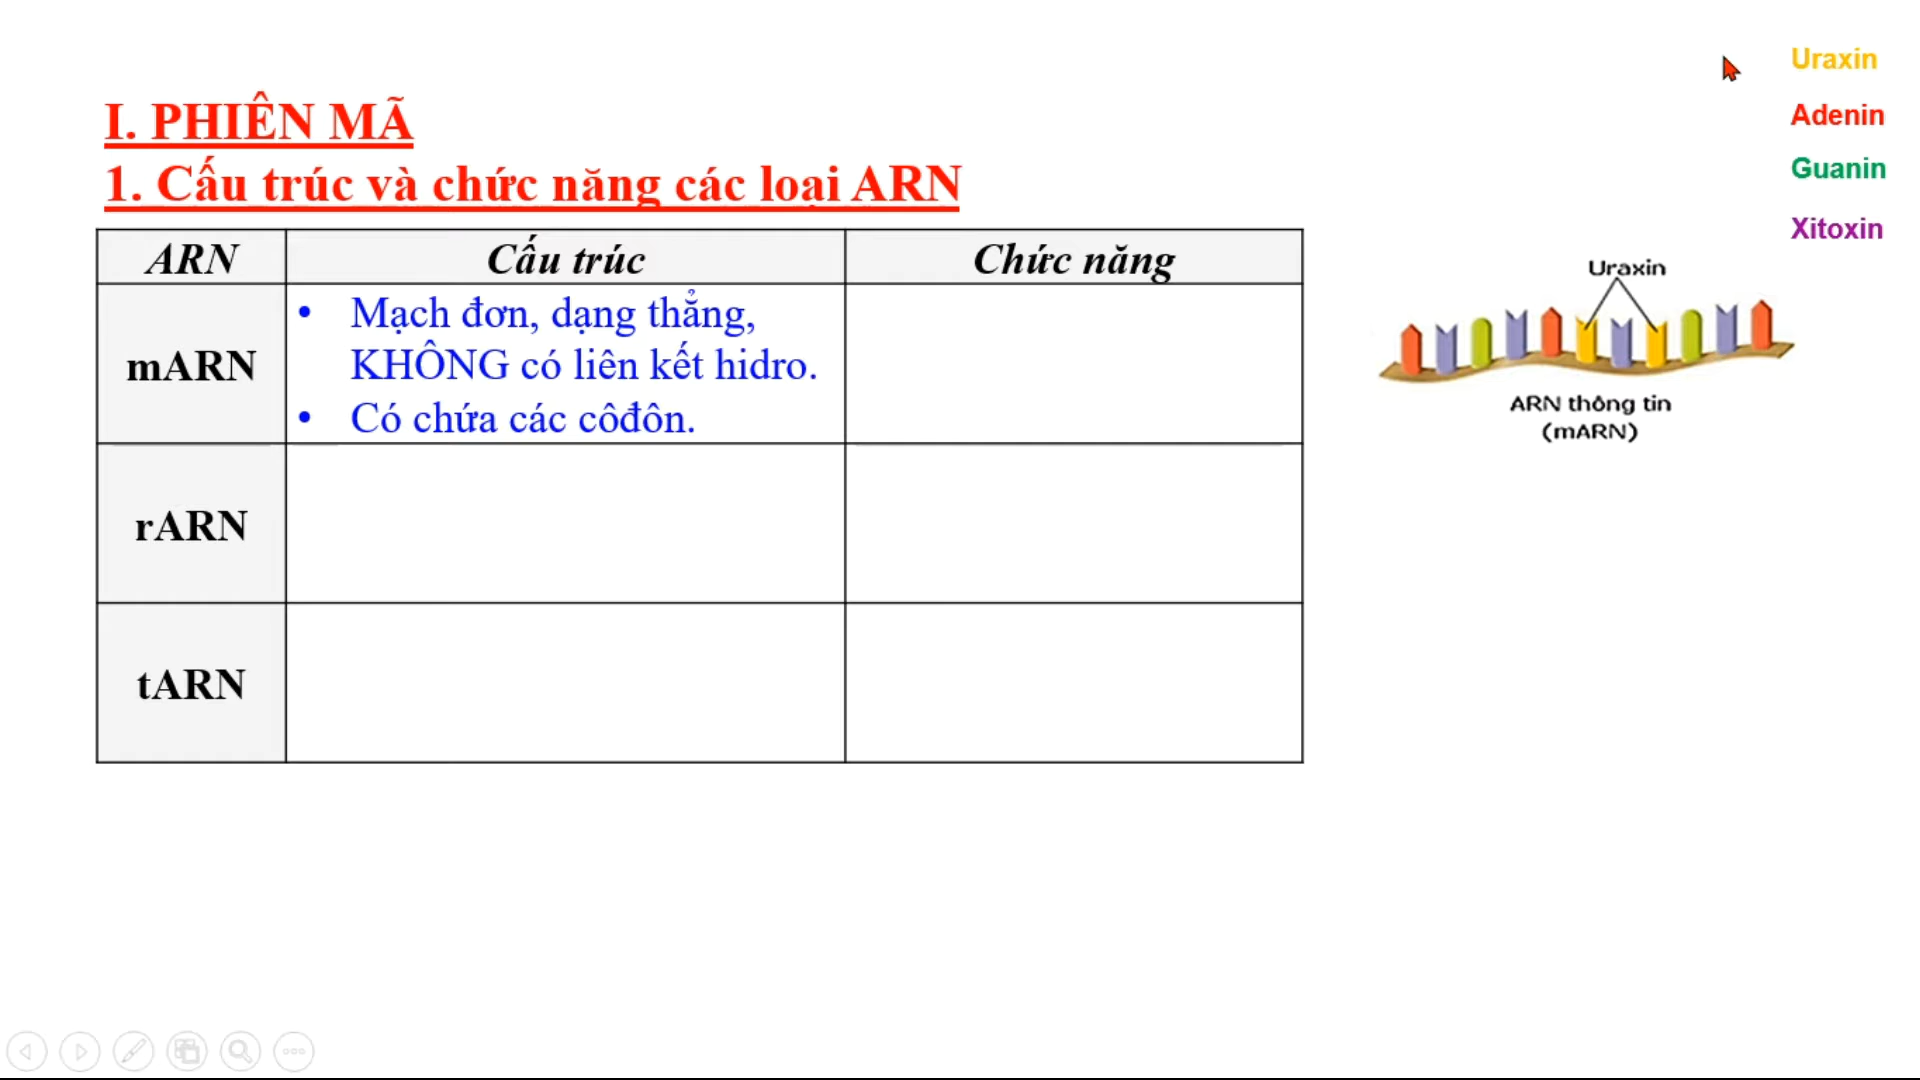 I. PHIÊN MÃ
1. Cấu trúc và chức năng các loại ARN
ARN
Cấu trúc
Chức năng
mARN
• Mạch đơn, dạng thẳng,
KHÔNG có liên kết hidro.
• Có chứa các côđôn.
rARN
tARN
Uraxin
Adenin
Guanin
Xitoxin
Uraxin
ARN thông tin
(mARN)